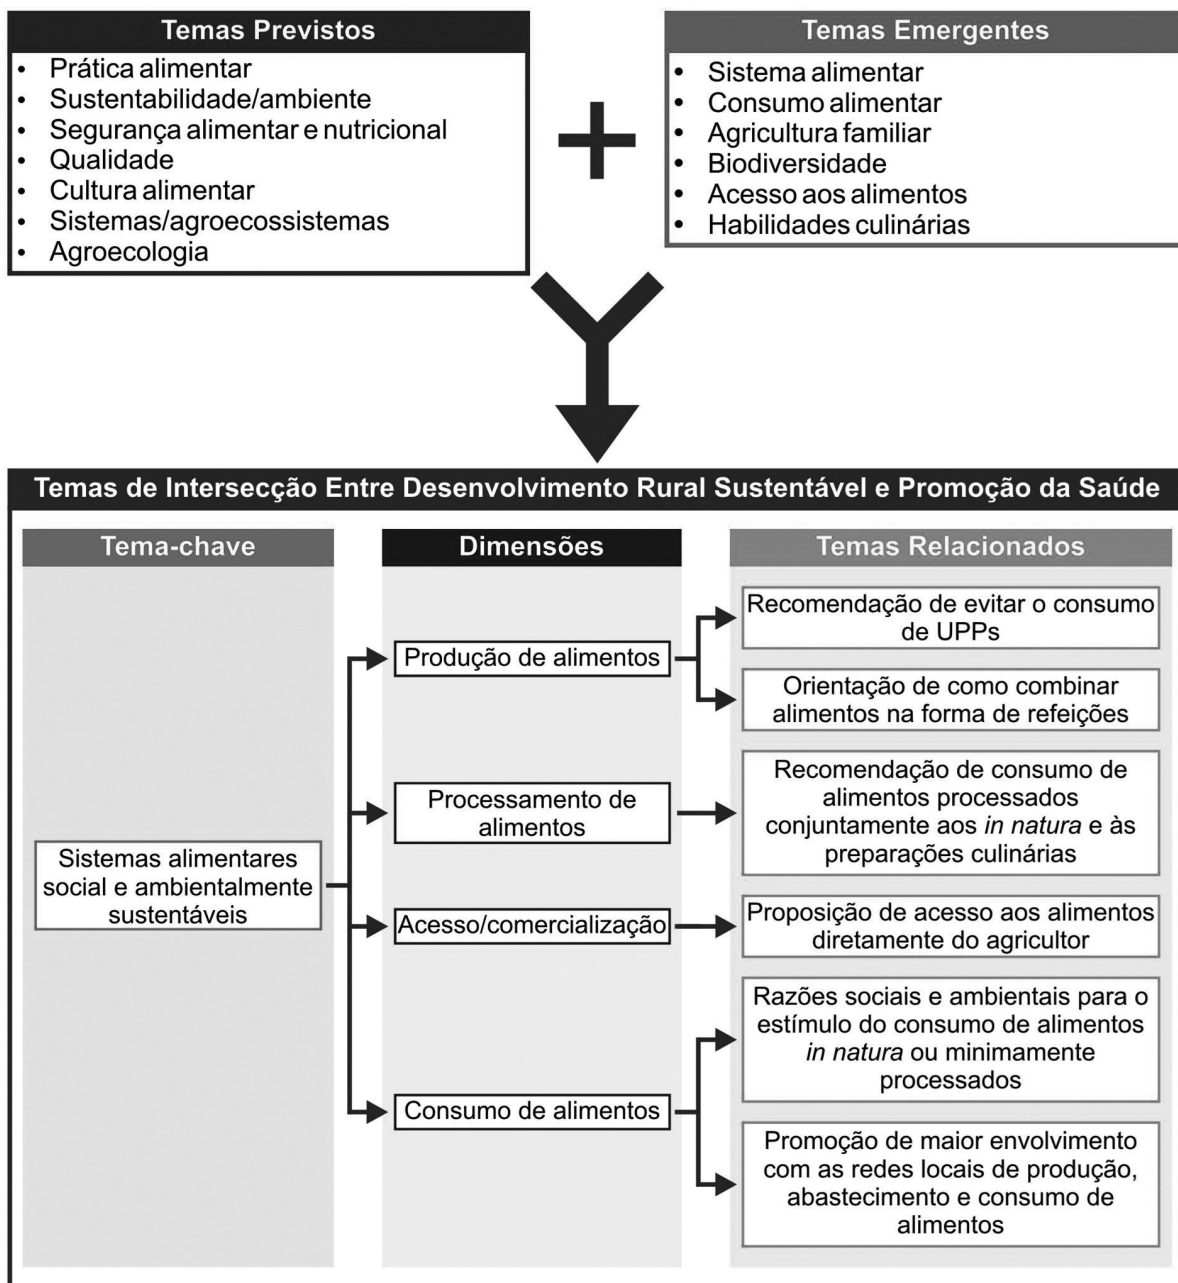 Temas Previstos
• Prática alimentar
• Sustentabilidade/ambiente
• Segurança alimentar e nutricional
• Qualidade
• Cultura alimentar
• Sistemas/agroecossistemas
• Agroecologia
+
Temas Emergentes
• Sistema alimentar
• Consumo alimentar
• Agricultura familiar
• Biodiversidade
• Acesso aos alimentos
• Habilidades culinárias
Temas de Intersecção Entre Desenvolvimento Rural Sustentável e Promoção da Saúde
Tema-chave
Sistemas alimentares
social e ambientalmente
sustentáveis
Dimensões
Produção de alimentos
Processamento de
alimentos
Acesso/comercialização
Consumo de alimentos
Temas Relacionados
Recomendação de evitar o consumo
de UPPs
Orientação de como combinar
alimentos na forma de refeições
Recomendação de consumo de
alimentos processados
conjuntamente aos in natura e às
preparações culinárias
Proposição de acesso aos alimentos
diretamente do agricultor
Razões sociais e ambientais para o
estímulo do consumo de alimentos
in natura ou minimamente
processados
Promoção de maior envolvimento
com as redes locais de produção,
abastecimento e consumo de
alimentos